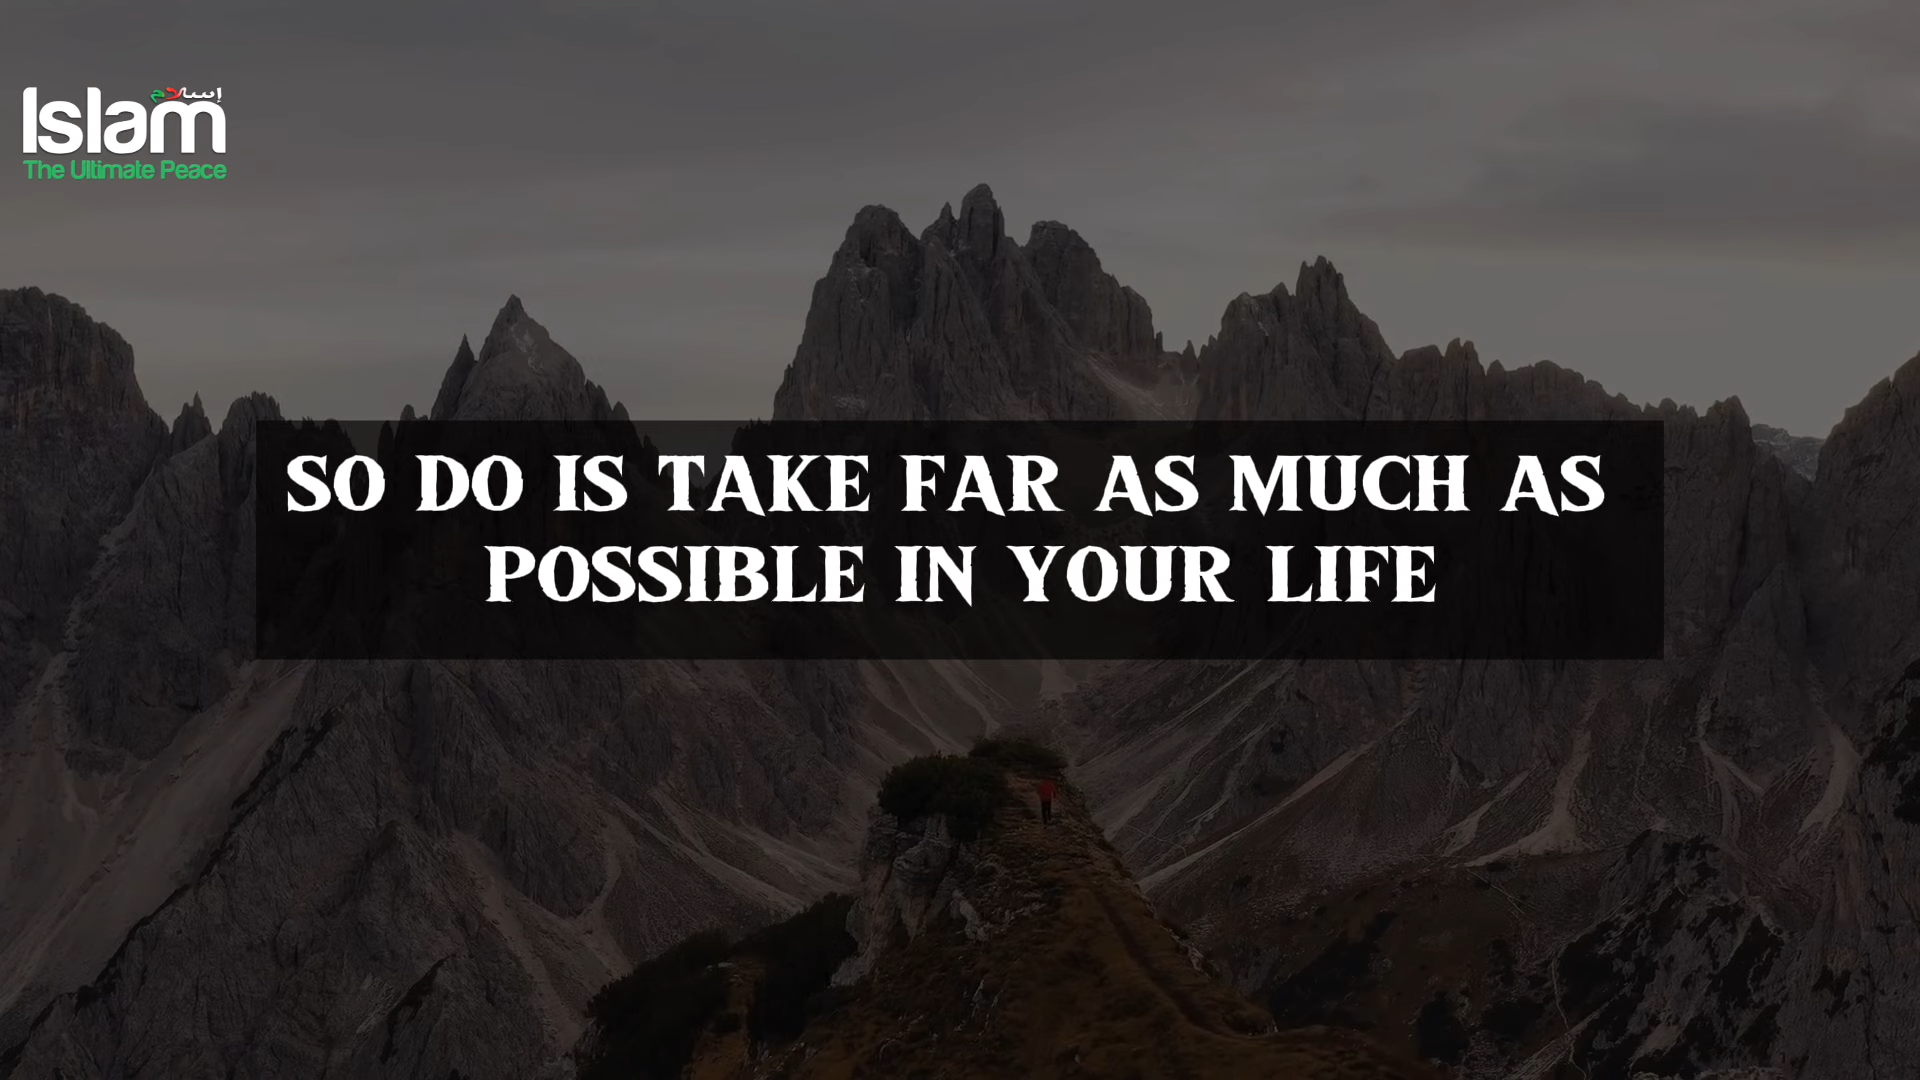 إسلام
Islam
The Ultimate Peace
SO DO IS TAKE FAR AS MUCH AS
POSSIBLE IN YOUR LIFE